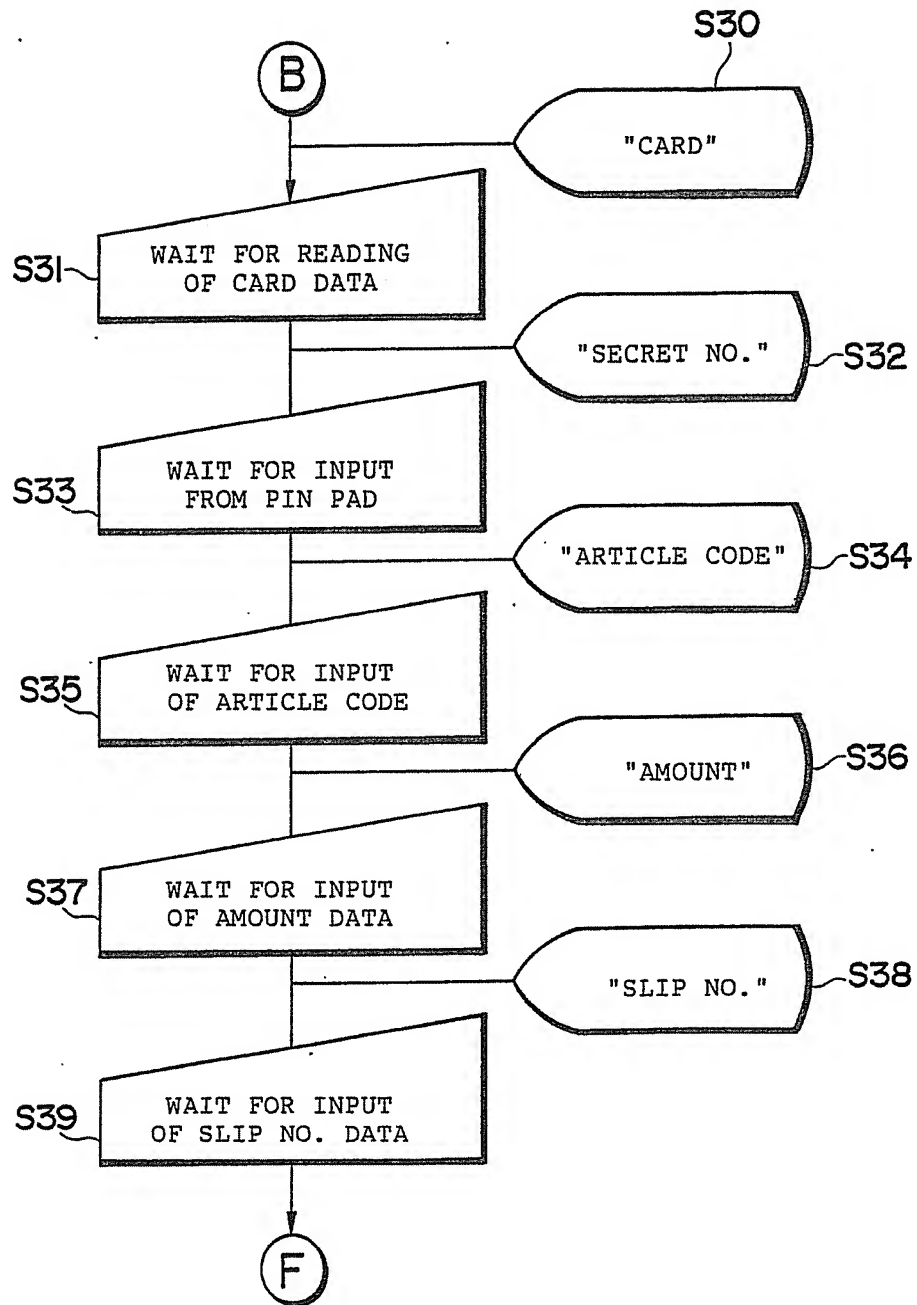 S30
B
"CARD"
S31
WAIT FOR READING
OF CARD DATA
"SECRET NO."
S32
S33
WAIT FOR INPUT
FROM PIN PAD
"ARTICLE CODE"
S34
S35
WAIT FOR INPUT
OF ARTICLE CODE
"AMOUNT"
S36
S37
WAIT FOR INPUT
OF AMOUNT DATA
"SLIP NO."
S38
S39
WAIT FOR INPUT
OF SLIP NO. DATA
F